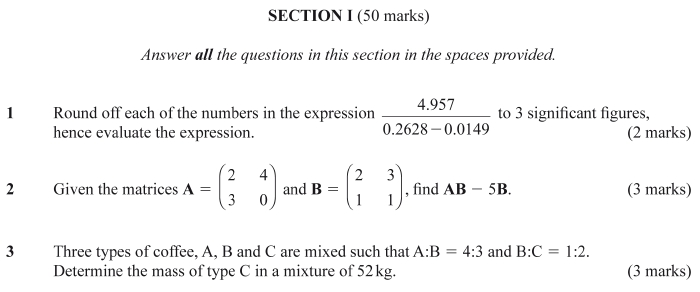 SECTION I (50 marks)
Answer all the questions in this section in the spaces provided.
1 Round off each of the numbers in the expression 4.957 / 0.2628 − 0.0149 to 3 significant figures,
hence evaluate the expression. (2 marks)
2 Given the matrices A = (2 4
3 0) and B = (2 3
1 1), find AB − 5B. (3 marks)
3 Three types of coffee, A, B and C are mixed such that A:B = 4:3 and B:C = 1:2.
Determine the mass of type C in a mixture of 52 kg. (3 marks)